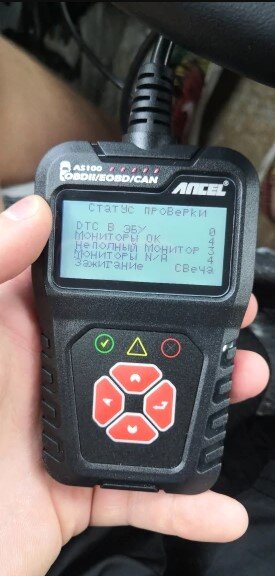 AS100
OBDII/EOBD/CAN
ANCEL
Статус проверки
DTC В ЭБУ 0
Мониторы ОК 4
Неполный Монитор 3
Мониторы N/A 4
Зажигание Свеча